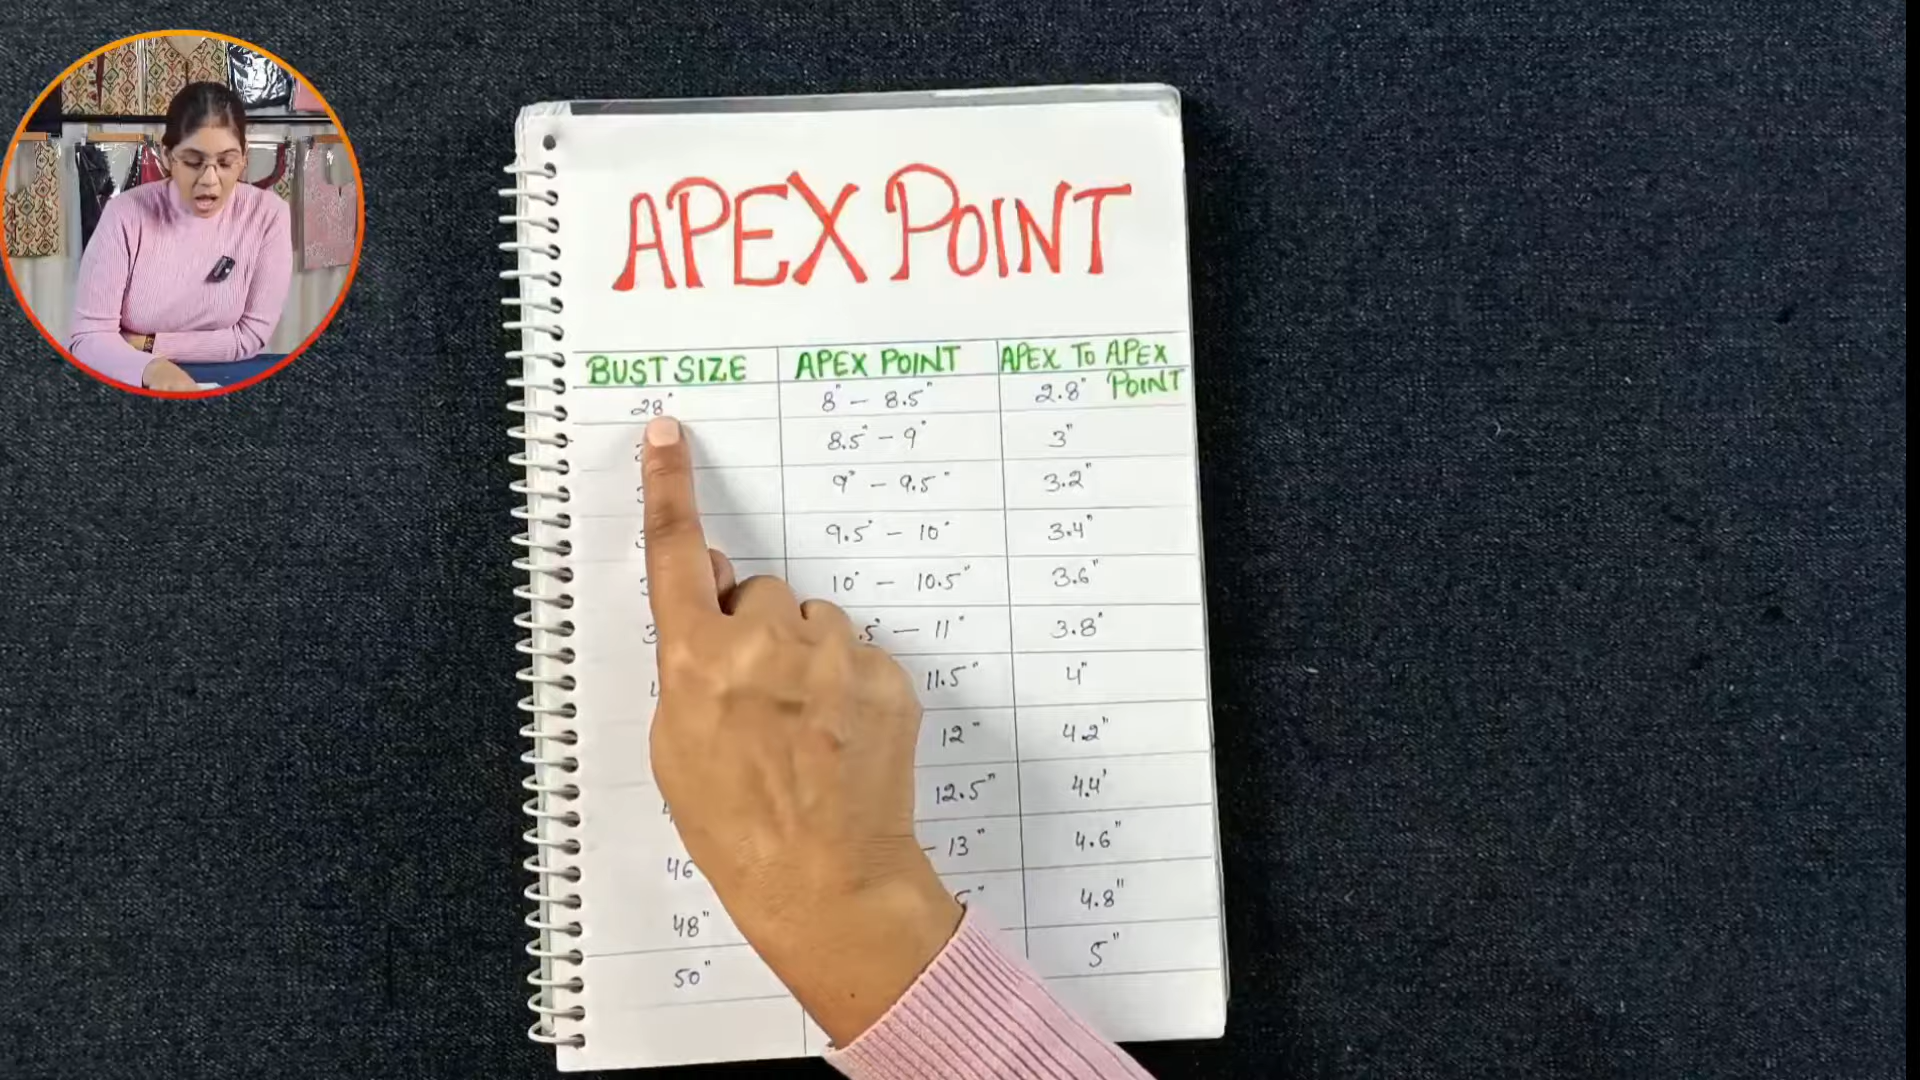 APEX POINT
BUST SIZE APEX POINT APEX TO APEX POINT
28" 8" - 8.5" 2.8"
8.5" - 9" 3"
9" - 9.5" 3.2"
9.5" - 10" 3.4"
10" - 10.5" 3.6"
- 11" 3.8"
11.5" 4"
12" 4.2"
12.5" 4.4"
46 - 13" 4.6"
48" 4.8"
50" 5"